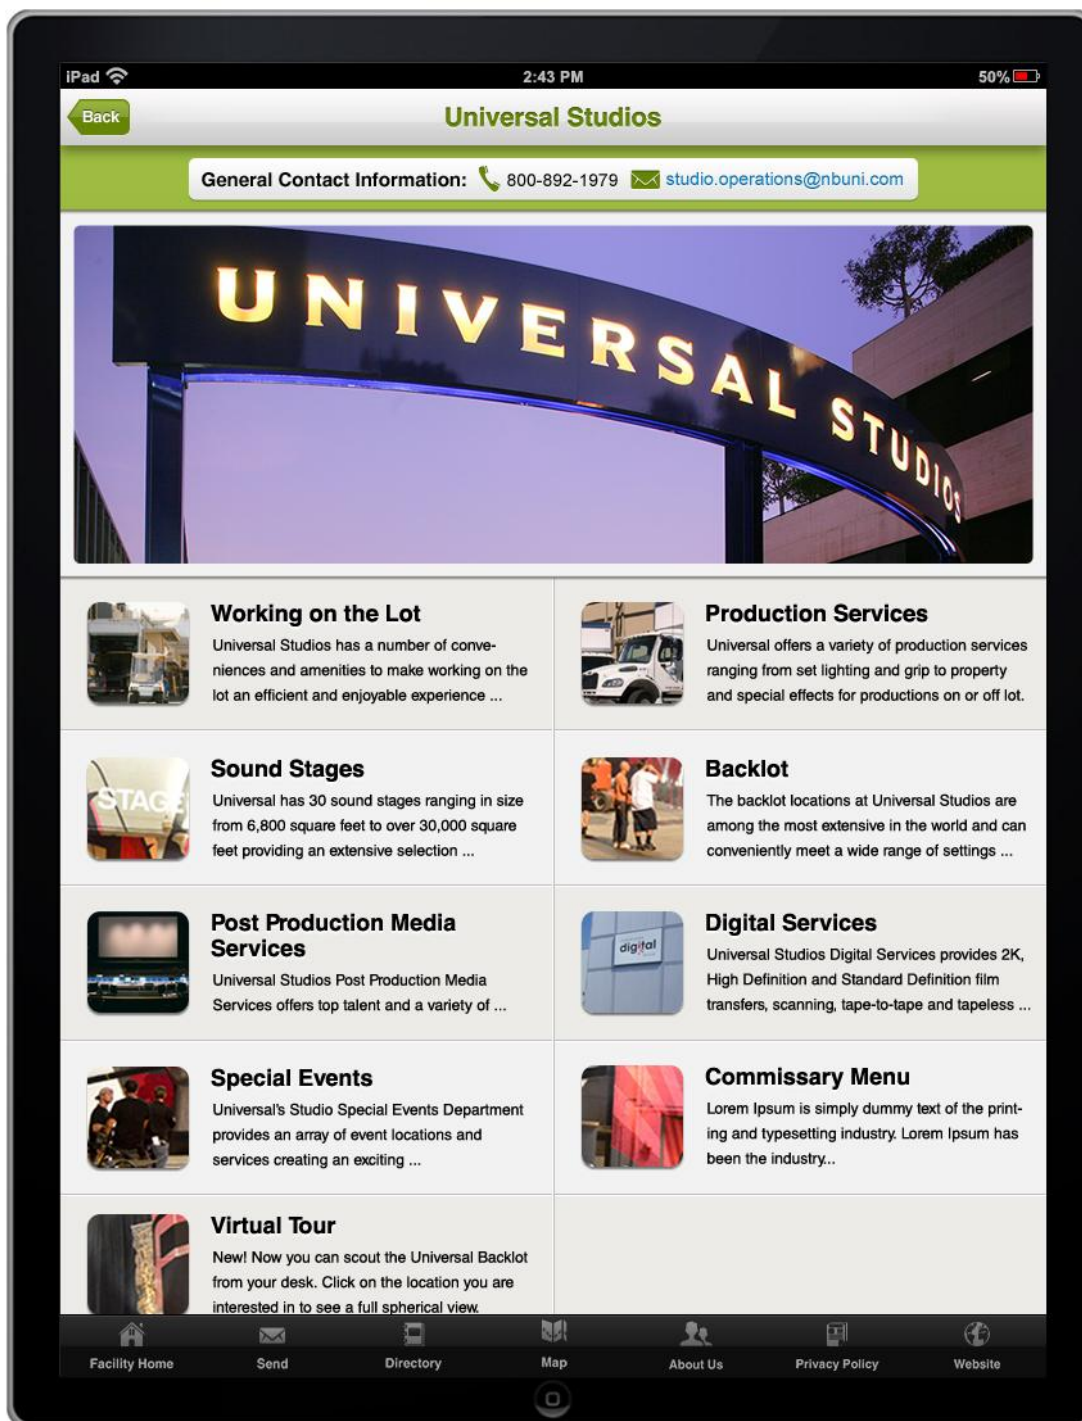 iPad 2:43 PM 50%
Back Universal Studios
General Contact Information: 800-892-1979 studio.operations@nbuni.com
UNIVERSAL STUDIOS
Working on the Lot
Universal Studios has a number of conve-
niences and amenities to make working on the
lot an efficient and enjoyable experience ...
Production Services
Universal offers a variety of production services
ranging from set lighting and grip to property
and special effects for productions on or off lot.
STAGE
Sound Stages
Universal has 30 sound stages ranging in size
from 6,800 square feet to over 30,000 square
feet providing an extensive selection ...
Backlot
The backlot locations at Universal Studios are
among the most extensive in the world and can
conveniently meet a wide range of settings ...
Post Production Media
Services
Universal Studios Post Production Media
Services offers top talent and a variety of ...
digital
Digital Services
Universal Studios Digital Services provides 2K,
High Definition and Standard Definition film
transfers, scanning, tape-to-tape and tapeless ...
Special Events
Universal's Studio Special Events Department
provides an array of event locations and
services creating an exciting ...
Commissary Menu
Lorem Ipsum is simply dummy text of the print-
ing and typesetting industry. Lorem Ipsum has
been the industry...
Virtual Tour
New! Now you can scout the Universal Backlot
from your desk. Click on the location you are
interested in to see a full spherical view.
Facility Home Send Directory Map About Us Privacy Policy Website